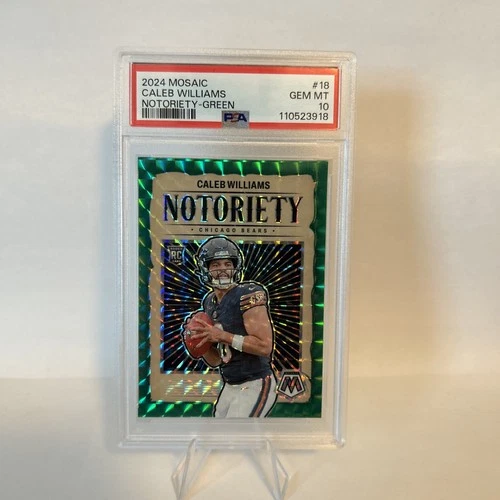 2024 MOSAIC #18
CALEB WILLIAMS GEM MT
NOTORIETY-GREEN 10
PSA 110523918
CALEB WILLIAMS
NOTORIETY
• CHICAGO BEARS •
RC
M